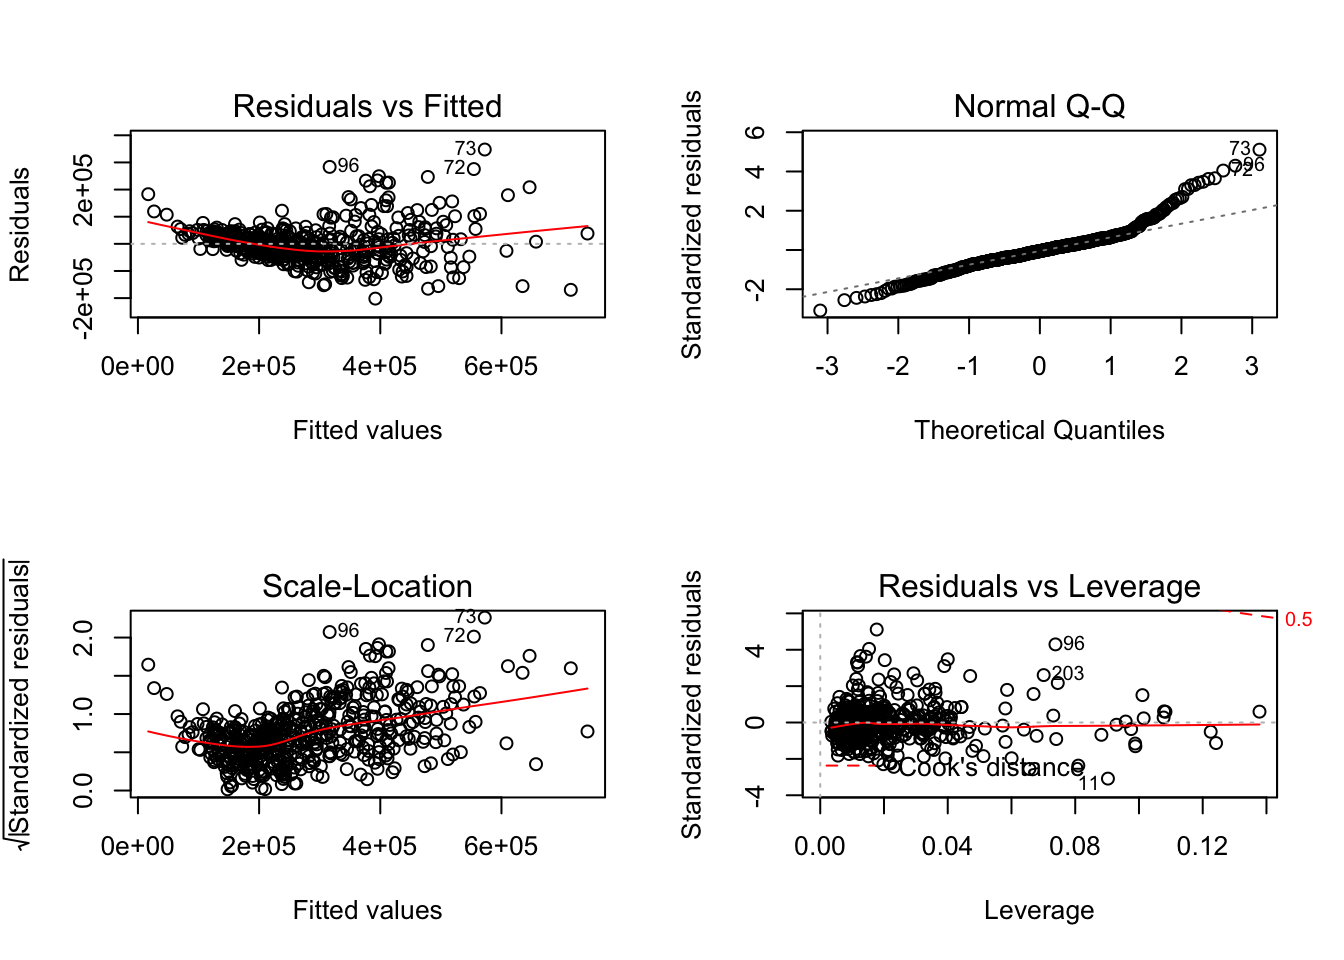 Residuals vs Fitted
Residuals
2e+05
-2e+05
73
72
96
0e+00 2e+05 4e+05 6e+05
Fitted values
Normal Q-Q
Standardized residuals
6
4
2
-2
73
96
72
-3 -2 -1 0 1 2 3
Theoretical Quantiles
Scale-Location
√|Standardized residuals|
2.0
1.0
0.0
73
72
96
0e+00 2e+05 4e+05 6e+05
Fitted values
Residuals vs Leverage
Standardized residuals
4
0
-4
0.5
96
203
Cook's distance
11
0.00 0.04 0.08 0.12
Leverage